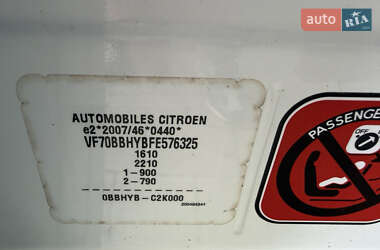 auto RIA.com
AUTOMOBILES CITROEN
e2*2007/46*0440*
VF70BBHYBFE576325
1610
2210
1-900
2-790
0BBHYB-C2K000
PASSENGE
OFF